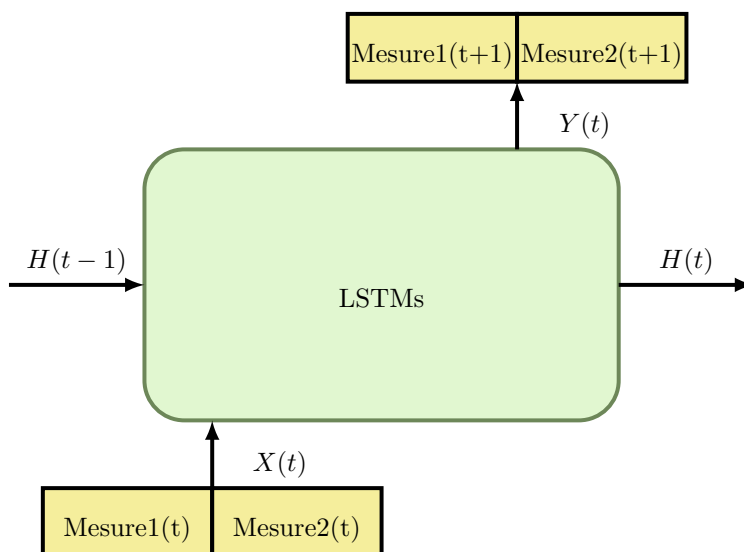 Mesure1(t+1) Mesure2(t+1)
Y(t)
H(t − 1)
H(t)
LSTMs
X(t)
Mesure1(t) Mesure2(t)